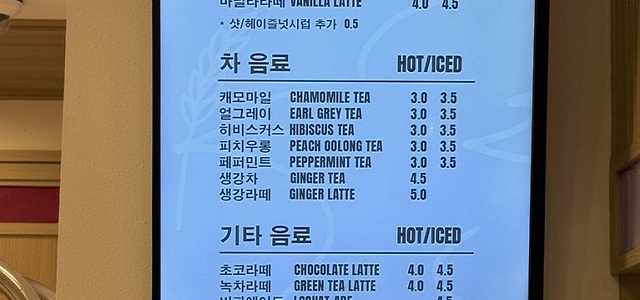 바닐라라떼 VANILLA LATTE 4.0 4.5
• 샷/헤이즐넛시럽 추가 0.5
차 음료 HOT/ICED
캐모마일 CHAMOMILE TEA 3.0 3.5
얼그레이 EARL GREY TEA 3.0 3.5
히비스커스 HIBISCUS TEA 3.0 3.5
피치우롱 PEACH OOLONG TEA 3.0 3.5
페퍼민트 PEPPERMINT TEA 3.0 3.5
생강차 GINGER TEA 4.5
생강라떼 GINGER LATTE 5.0
기타 음료 HOT/ICED
초코라떼 CHOCOLATE LATTE 4.0 4.5
녹차라떼 GREEN TEA LATTE 4.0 4.5
LOQUAT-ADE 4.5